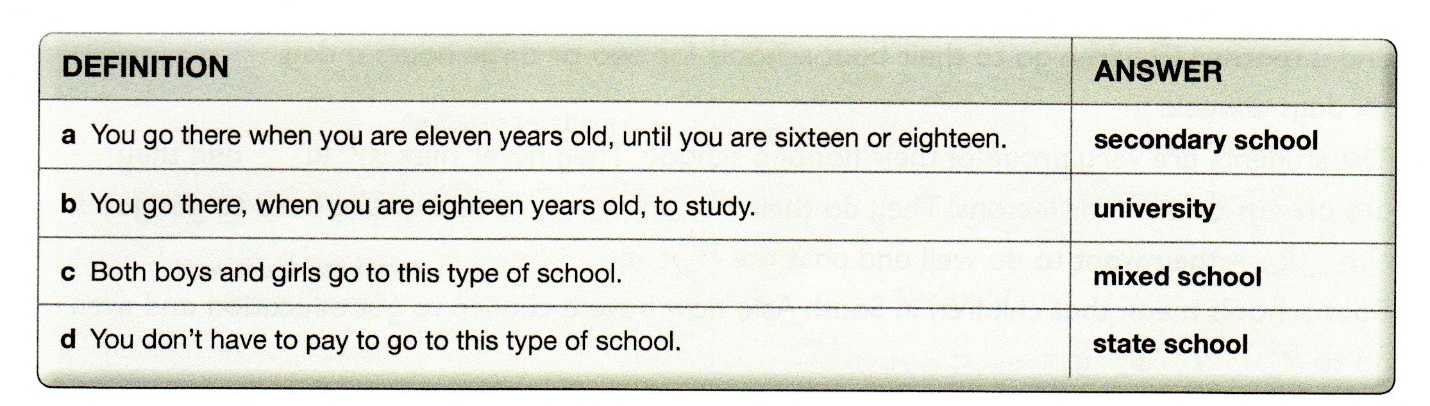 DEFINITION ANSWER
a You go there when you are eleven years old, until you are sixteen or eighteen. secondary school
b You go there, when you are eighteen years old, to study. university
c Both boys and girls go to this type of school. mixed school
d You don't have to pay to go to this type of school. state school